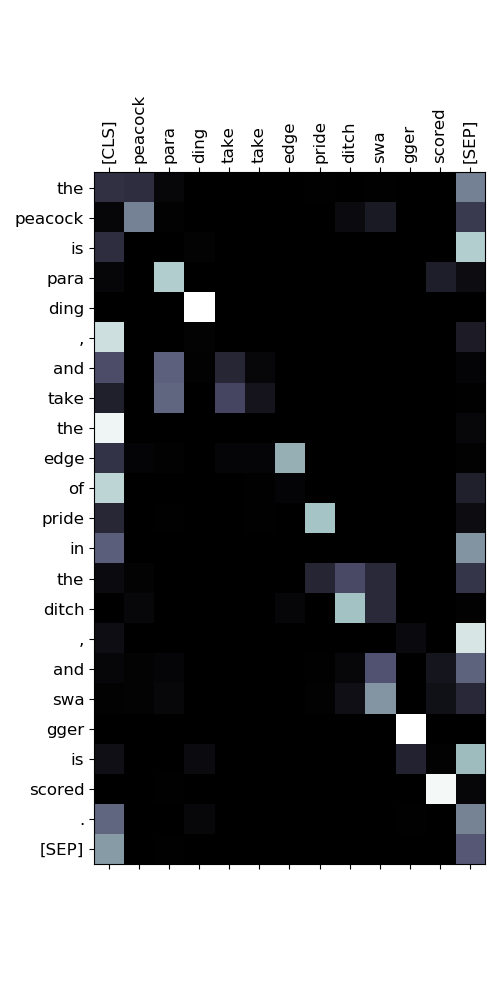 [CLS] peacock para ding take take edge pride ditch swa gger scored [SEP]
the
peacock
is
para
ding
,
and
take
the
edge
of
pride
in
the
ditch
,
and
swa
gger
is
scored
.
[SEP]